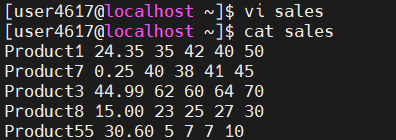 [user4617@localhost ~]$ vi sales
[user4617@localhost ~]$ cat sales
Product1 24.35 35 42 40 50
Product7 0.25 40 38 41 45
Product3 44.99 62 60 64 70
Product8 15.00 23 25 27 30
Product55 30.60 5 7 7 10